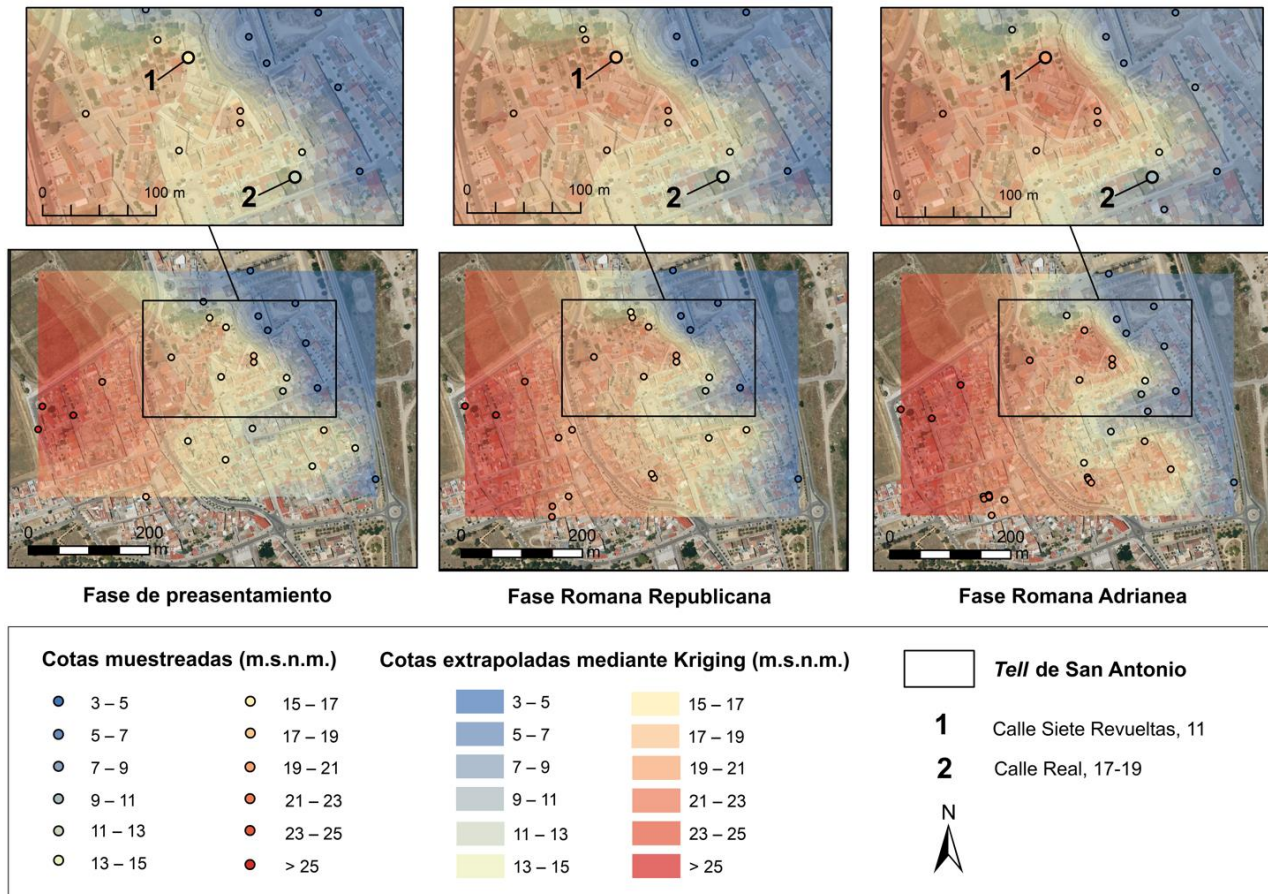 1
2
0 100 m
1
2
0 100 m
1
2
0 100 m
0 200 m
0 200 m
0 200 m
Fase de preasentamiento
Fase Romana Republicana
Fase Romana Adrianea
Cotas muestreadas (m.s.n.m.)
3 – 5
5 – 7
7 – 9
9 – 11
11 – 13
13 – 15
15 – 17
17 – 19
19 – 21
21 – 23
23 – 25
> 25
Cotas extrapoladas mediante Kriging (m.s.n.m.)
3 – 5
5 – 7
7 – 9
9 – 11
11 – 13
13 – 15
15 – 17
17 – 19
19 – 21
21 – 23
23 – 25
> 25
Tell de San Antonio
1 Calle Siete Revueltas, 11
2 Calle Real, 17-19
N